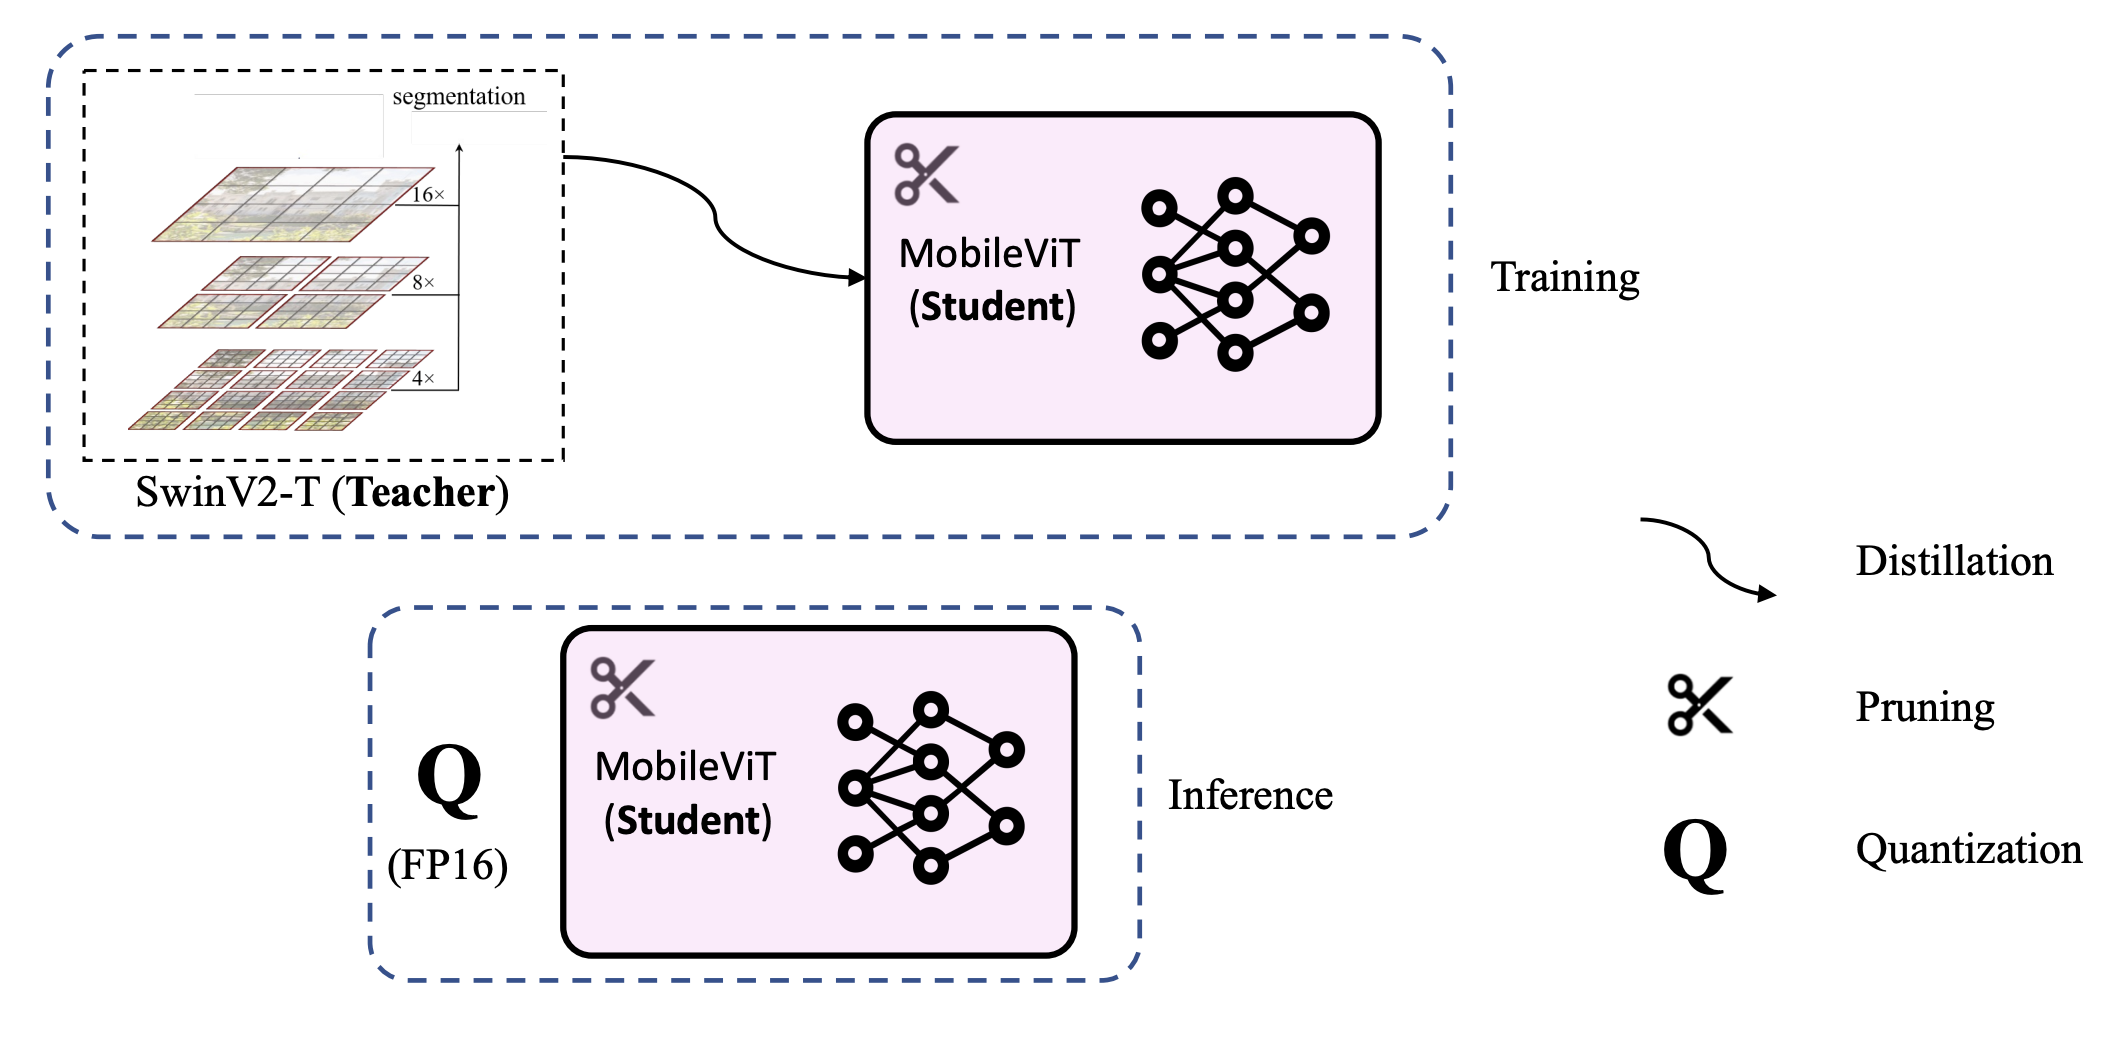 segmentation
16×
8×
4×
SwinV2-T (Teacher)
MobileViT
(Student)
Training
Distillation
Pruning
Quantization
Q
Q
(FP16)
MobileViT
(Student)
Inference